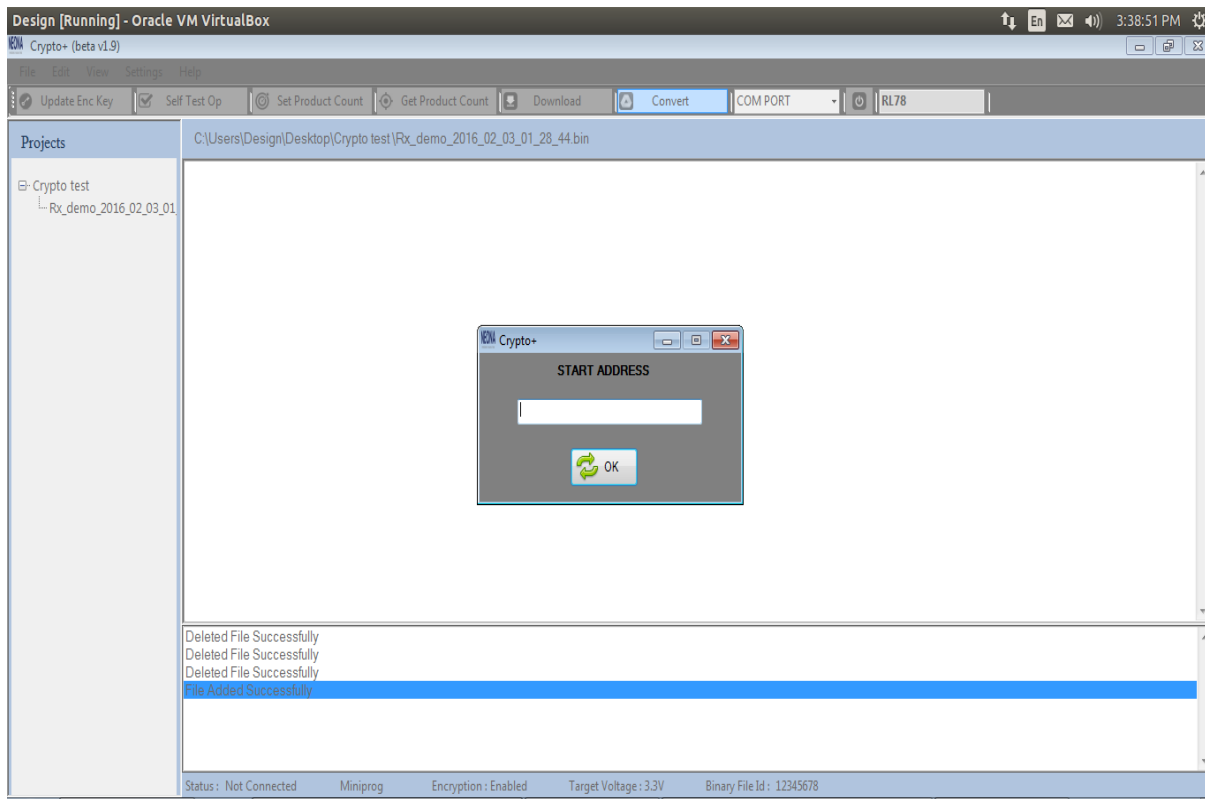 Design [Running] - Oracle VM VirtualBox
En
3:38:51 PM
Crypto+ (beta v1.9)
File Edit View Settings Help
Update Enc Key Self Test Op Set Product Count Get Product Count Download Convert COM PORT RL78
Projects
C:\Users\Design\Desktop\Crypto test\Rx_demo_2016_02_03_01_28_44.bin
Crypto test
Rx_demo_2016_02_03_01_
Crypto+
START ADDRESS
OK
Deleted File Successfully
Deleted File Successfully
Deleted File Successfully
File Added Successfully
Status : Not Connected Miniprog Encryption : Enabled Target Voltage : 3.3V Binary File Id : 12345678